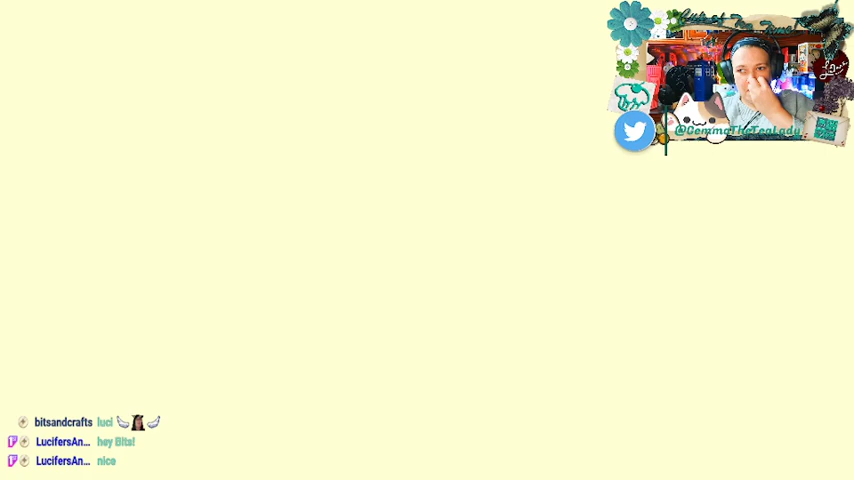 @GemmaTheTeaLady
bitsandcrafts luci
LucifersAn... hey Bits!
LucifersAn... nice